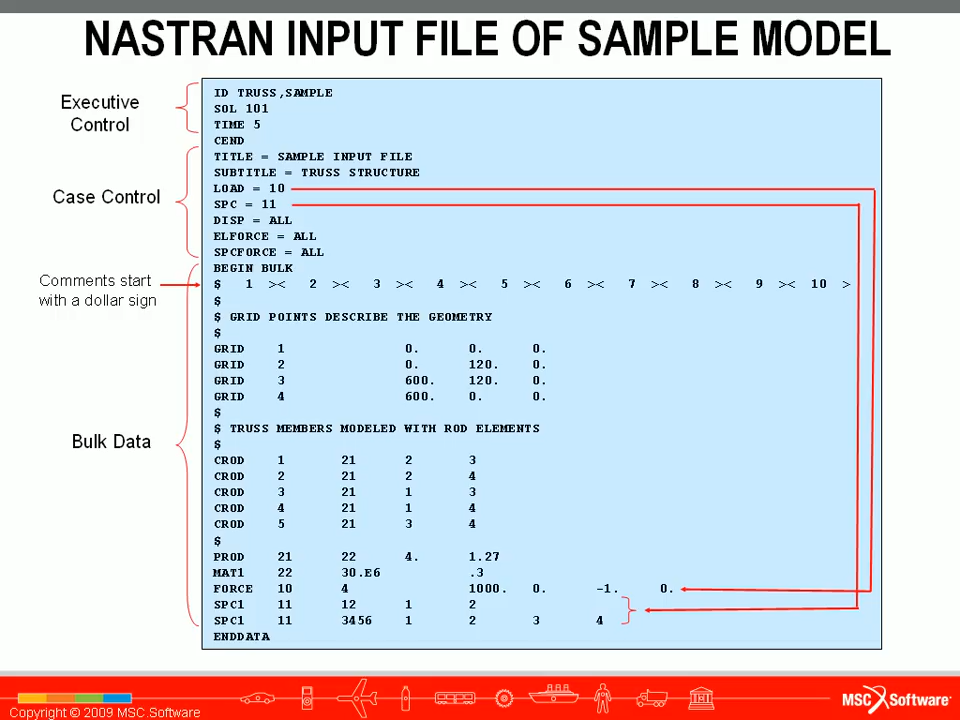 NASTRAN INPUT FILE OF SAMPLE MODEL
Executive
Control
Case Control
Comments start
with a dollar sign
Bulk Data
ID TRUSS,SAMPLE
SOL 101
TIME 5
CEND
TITLE = SAMPLE INPUT FILE
SUBTITLE = TRUSS STRUCTURE
LOAD = 10
SPC = 11
DISP = ALL
ELFORCE = ALL
SPCFORCE = ALL
BEGIN BULK
$ 1 >< 2 >< 3 >< 4 >< 5 >< 6 >< 7 >< 8 >< 9 >< 10 >
$
$ GRID POINTS DESCRIBE THE GEOMETRY
$
GRID 1 0. 0. 0.
GRID 2 0. 120. 0.
GRID 3 600. 120. 0.
GRID 4 600. 0. 0.
$
$ TRUSS MEMBERS MODELED WITH ROD ELEMENTS
$
CROD 1 21 2 3
CROD 2 21 2 4
CROD 3 21 1 3
CROD 4 21 1 4
CROD 5 21 3 4
$
PROD 21 22 4. 1.27
MAT1 22 30.E6 .3
FORCE 10 4 1000. 0. -1. 0.
SPC1 11 12 1 2
SPC1 11 3456 1 2 3 4
ENDDATA
Copyright © 2009 MSC.Software
MSC Software